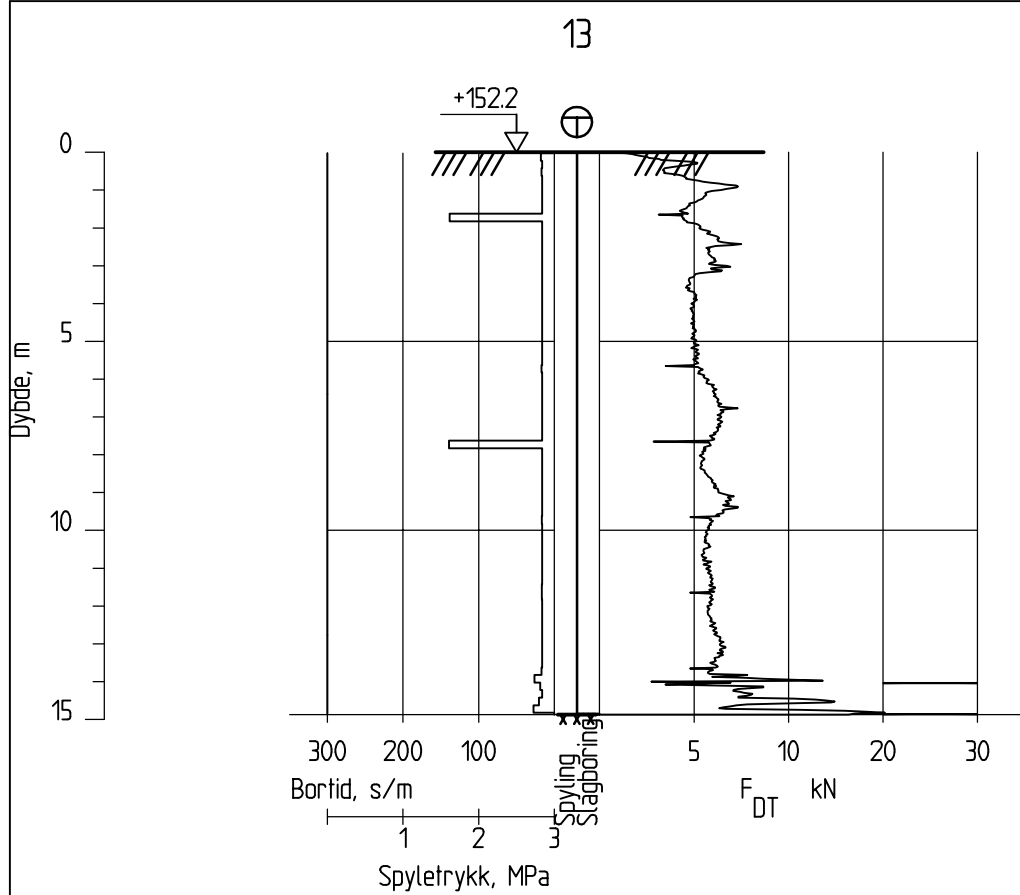 13
+152.2
0
5
10
15
Dybde, m
300 200 100
5 10 20 30
Bortid, s/m
Spyling
Slagboring
F_DT kN
1 2 3
Spyletrykk, MPa